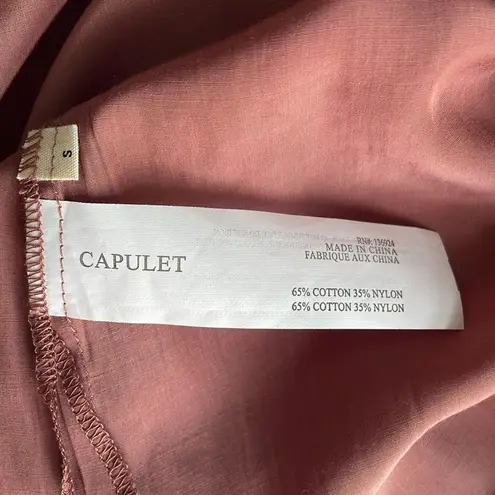 S
CAPULET
RN#: 136924
MADE IN CHINA
FABRIQUE AUX CHINA
65% COTTON 35% NYLON
65% COTTON 35% NYLON